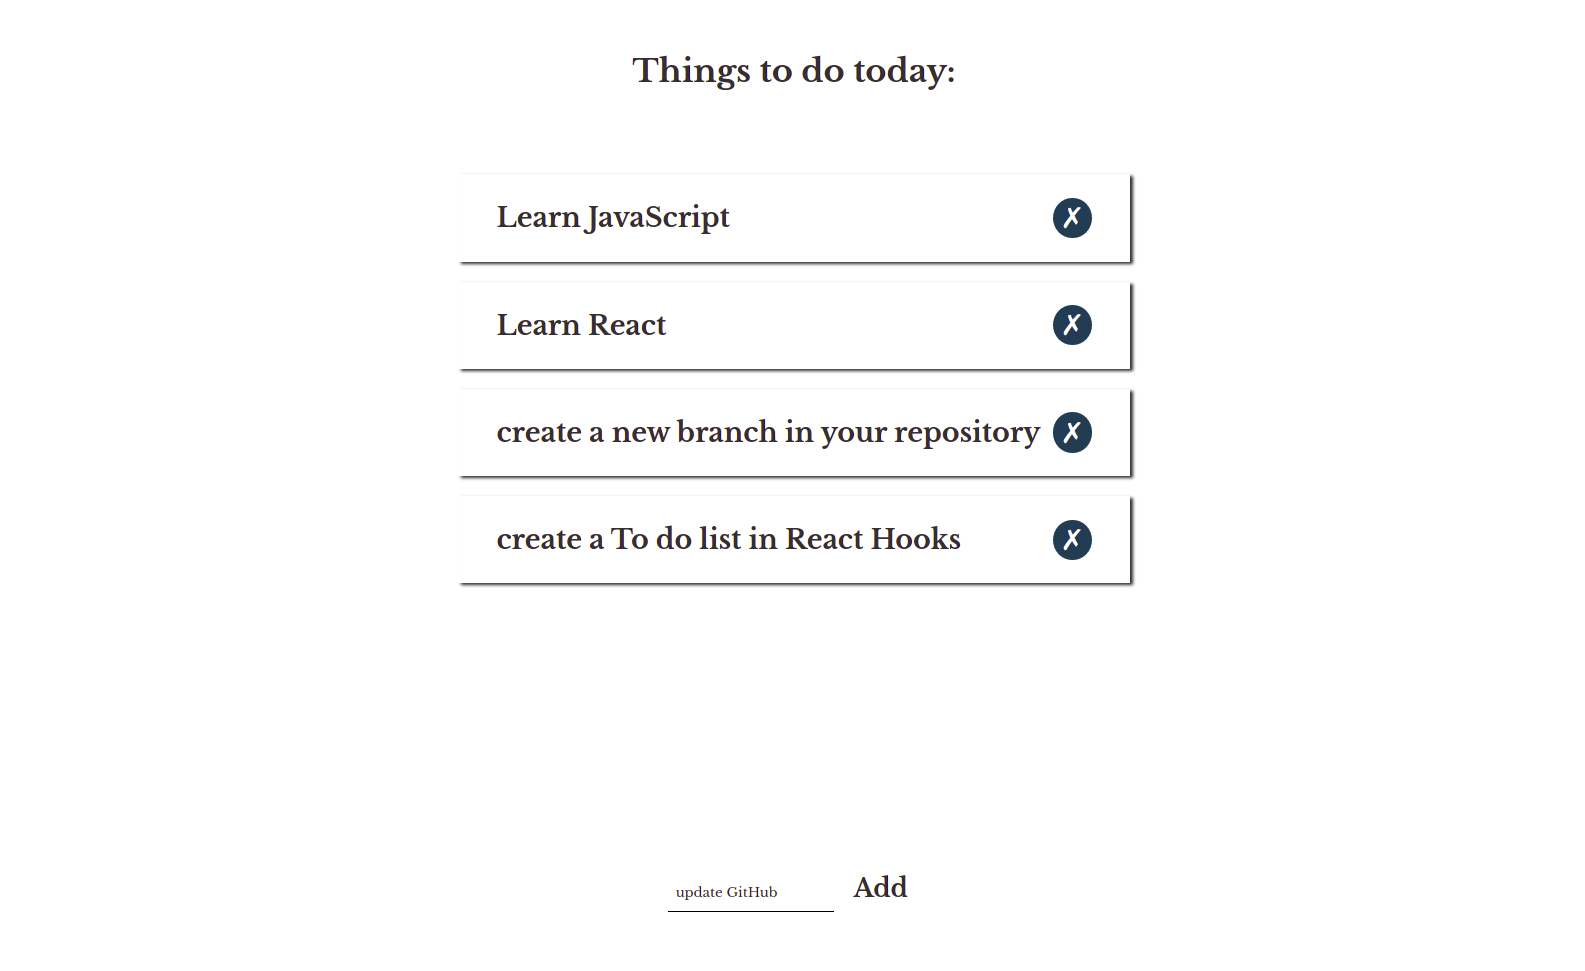 Things to do today:
Learn JavaScript ✗
Learn React ✗
create a new branch in your repository ✗
create a To do list in React Hooks ✗
update GitHub Add